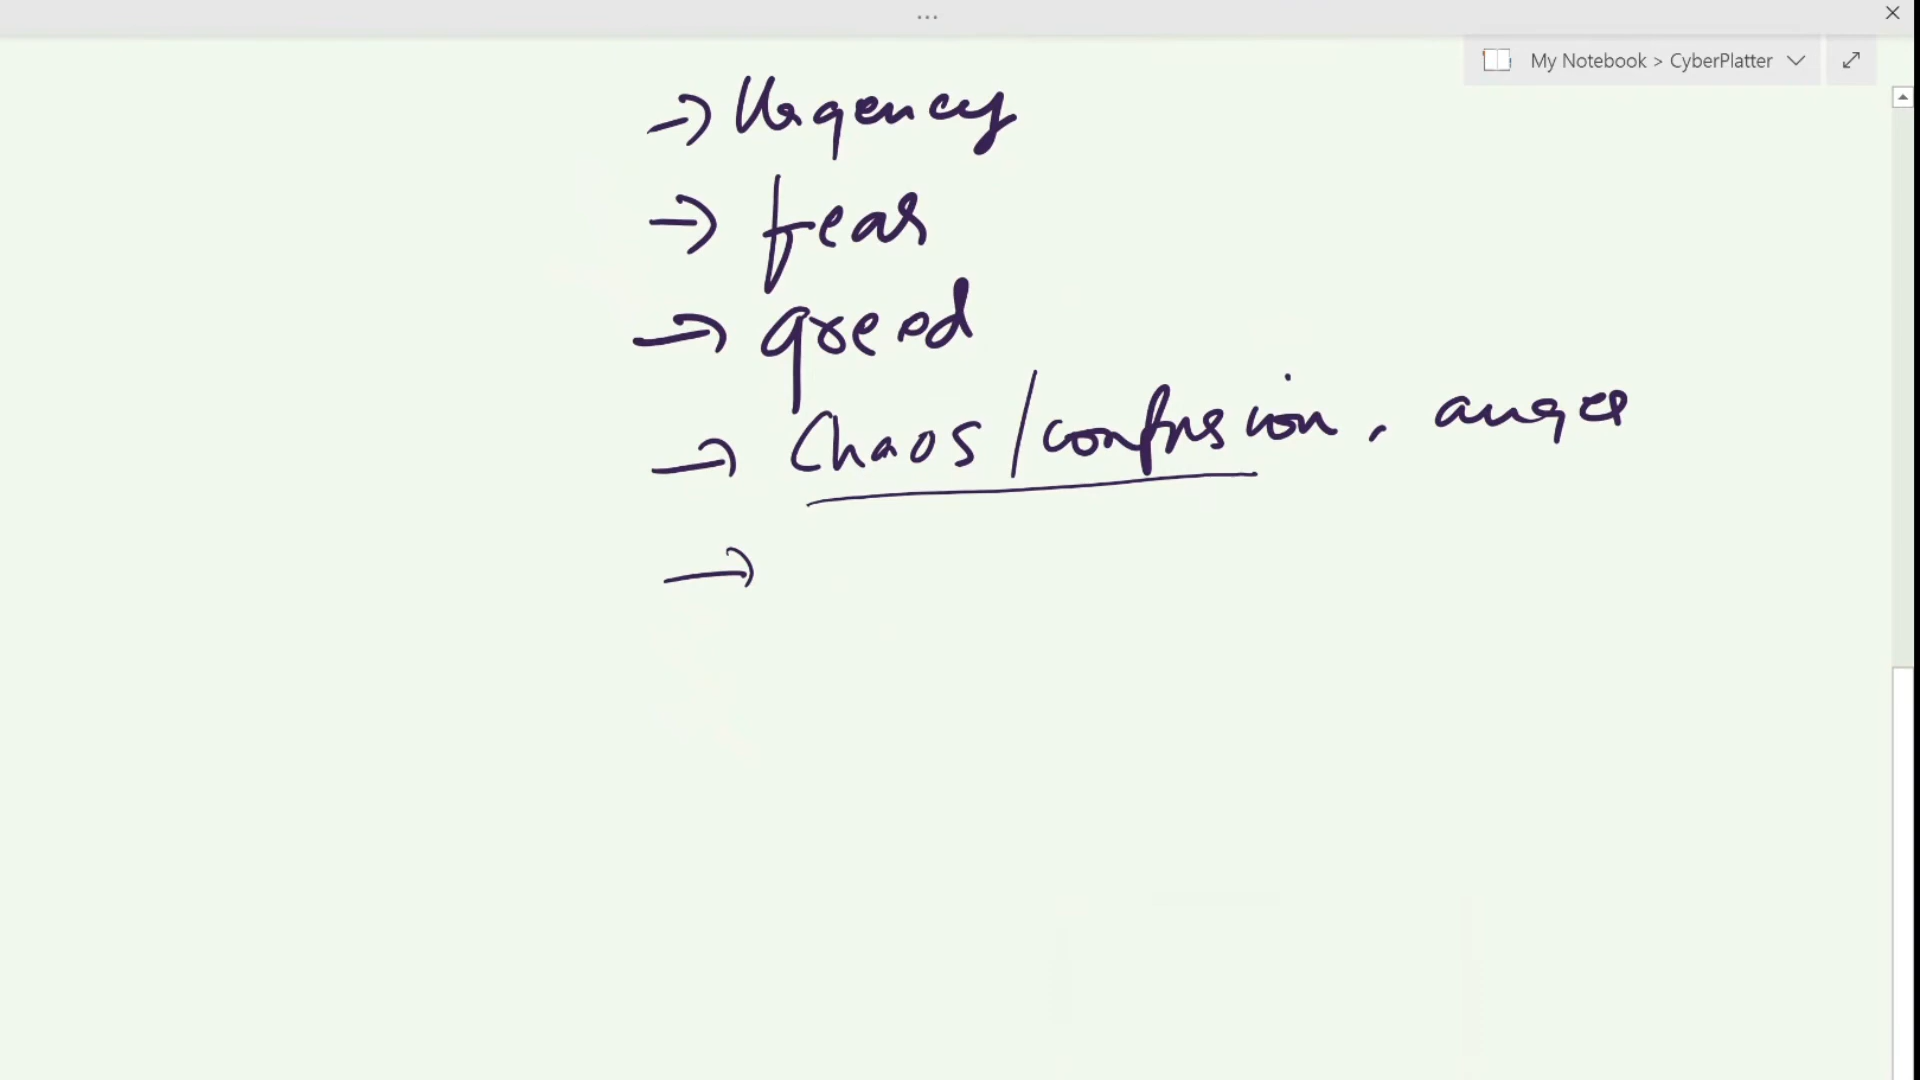 ...
My Notebook > CyberPlatter
→ Urgency
→ fear
→ greed
→ Chaos/confusion, anger
→